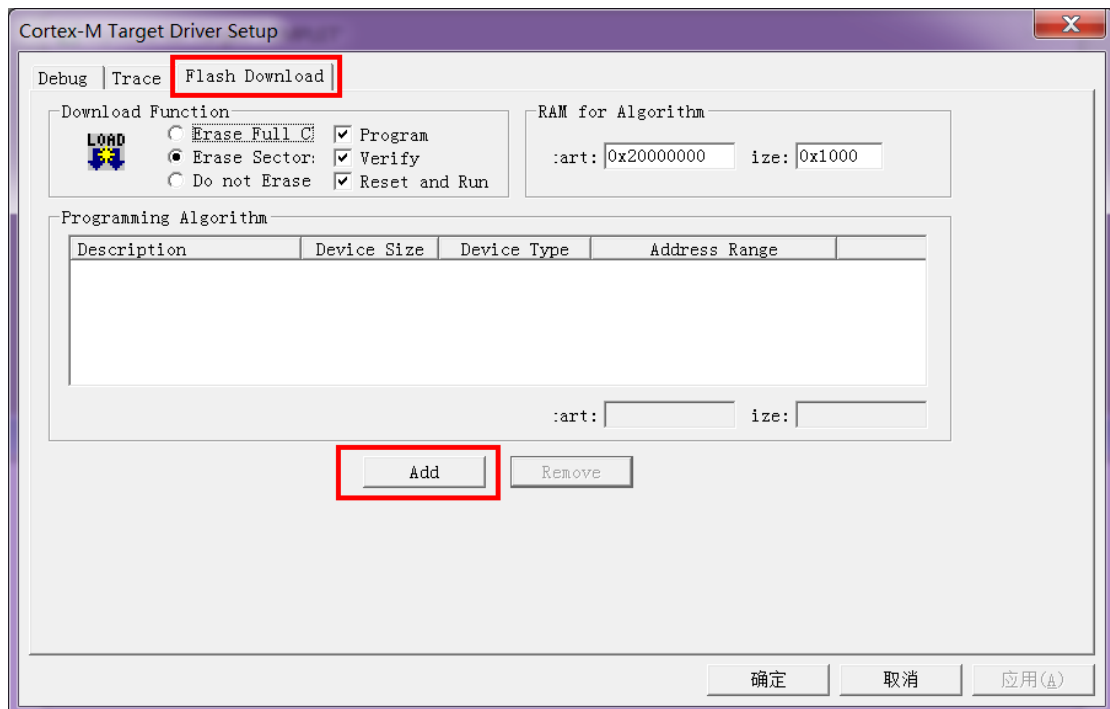 Cortex-M Target Driver Setup
Debug Trace Flash Download
Download Function
LOAD
Erase Full C
Erase Sector:
Do not Erase
Program
Verify
Reset and Run
RAM for Algorithm
:art: 0x20000000 ize: 0x1000
Programming Algorithm
Description Device Size Device Type Address Range
:art: ize:
Add Remove
确定 取消 应用(A)